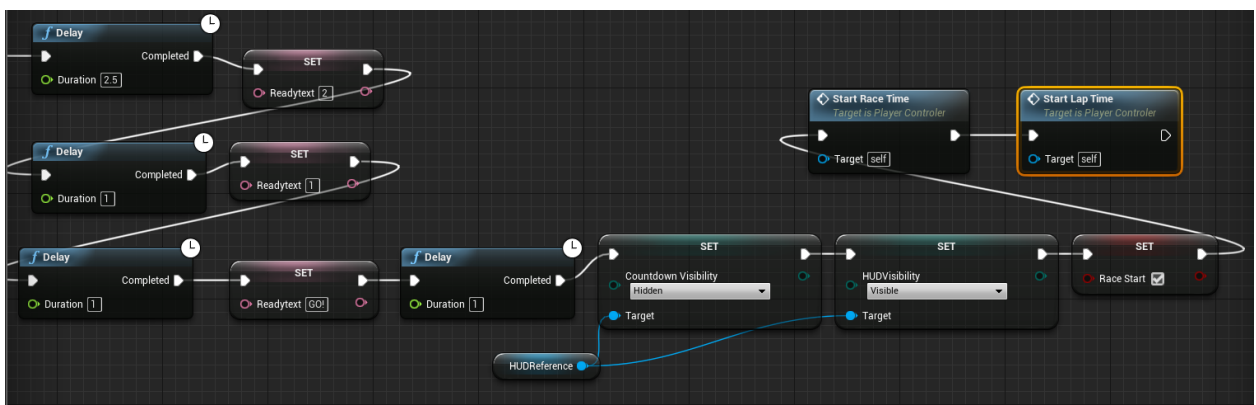 f Delay
Completed
Duration 2.5
SET
Readytext 2
f Delay
Completed
Duration 1
SET
Readytext 1
Start Race Time
Target is Player Controler
Target self
Start Lap Time
Target is Player Controler
Target self
f Delay
Completed
Duration 1
SET
Readytext GO!
f Delay
Completed
Duration 1
SET
Countdown Visibility
Hidden
Target
SET
HUDVisibility
Visible
Target
SET
Race Start
HUDReference